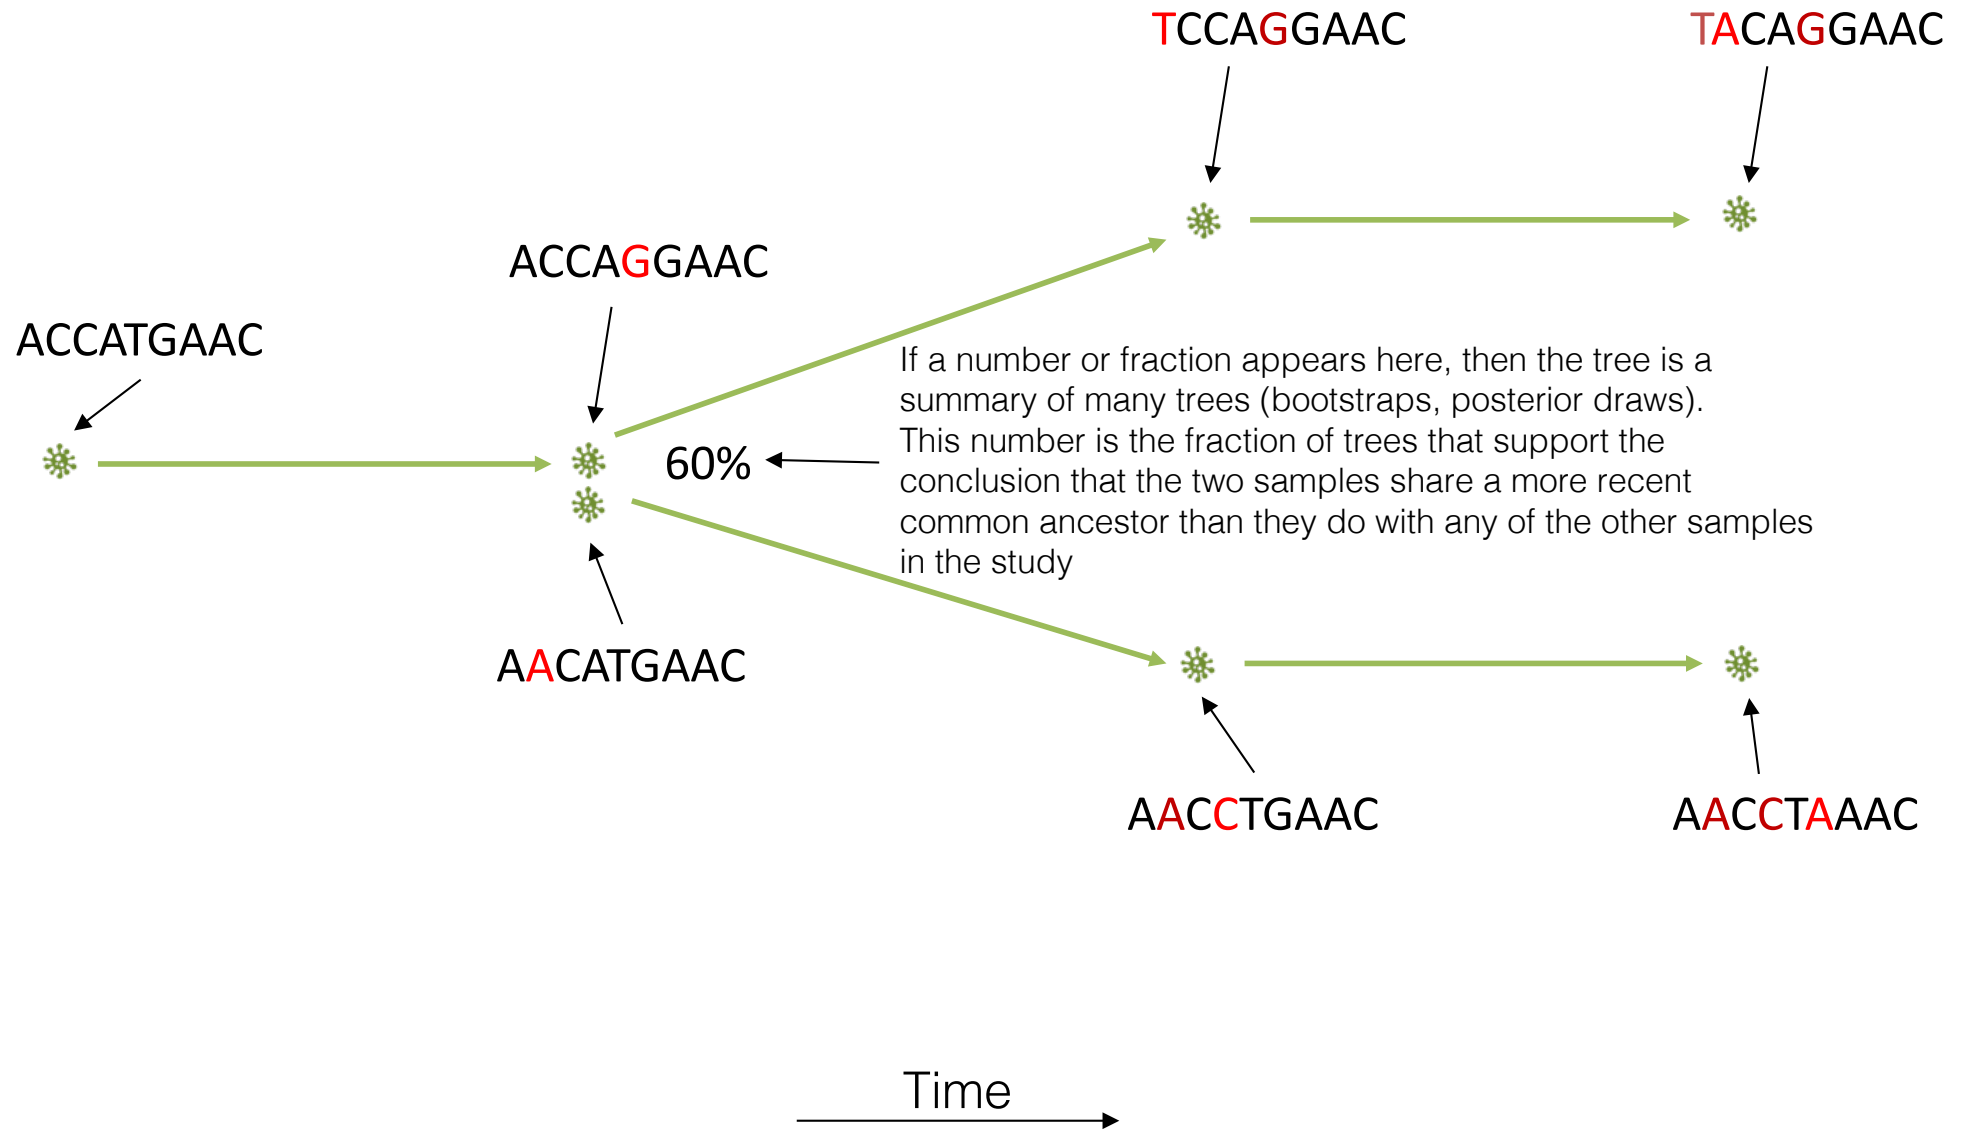 TCCAGGAAC
TACAGGAAC
ACCAGGAAC
ACCATGAAC
If a number or fraction appears here, then the tree is a
summary of many trees (bootstraps, posterior draws).
This number is the fraction of trees that support the
conclusion that the two samples share a more recent
common ancestor than they do with any of the other samples
in the study
60%
AACATGAAC
AACCTGAAC
AACCTAAAC
Time